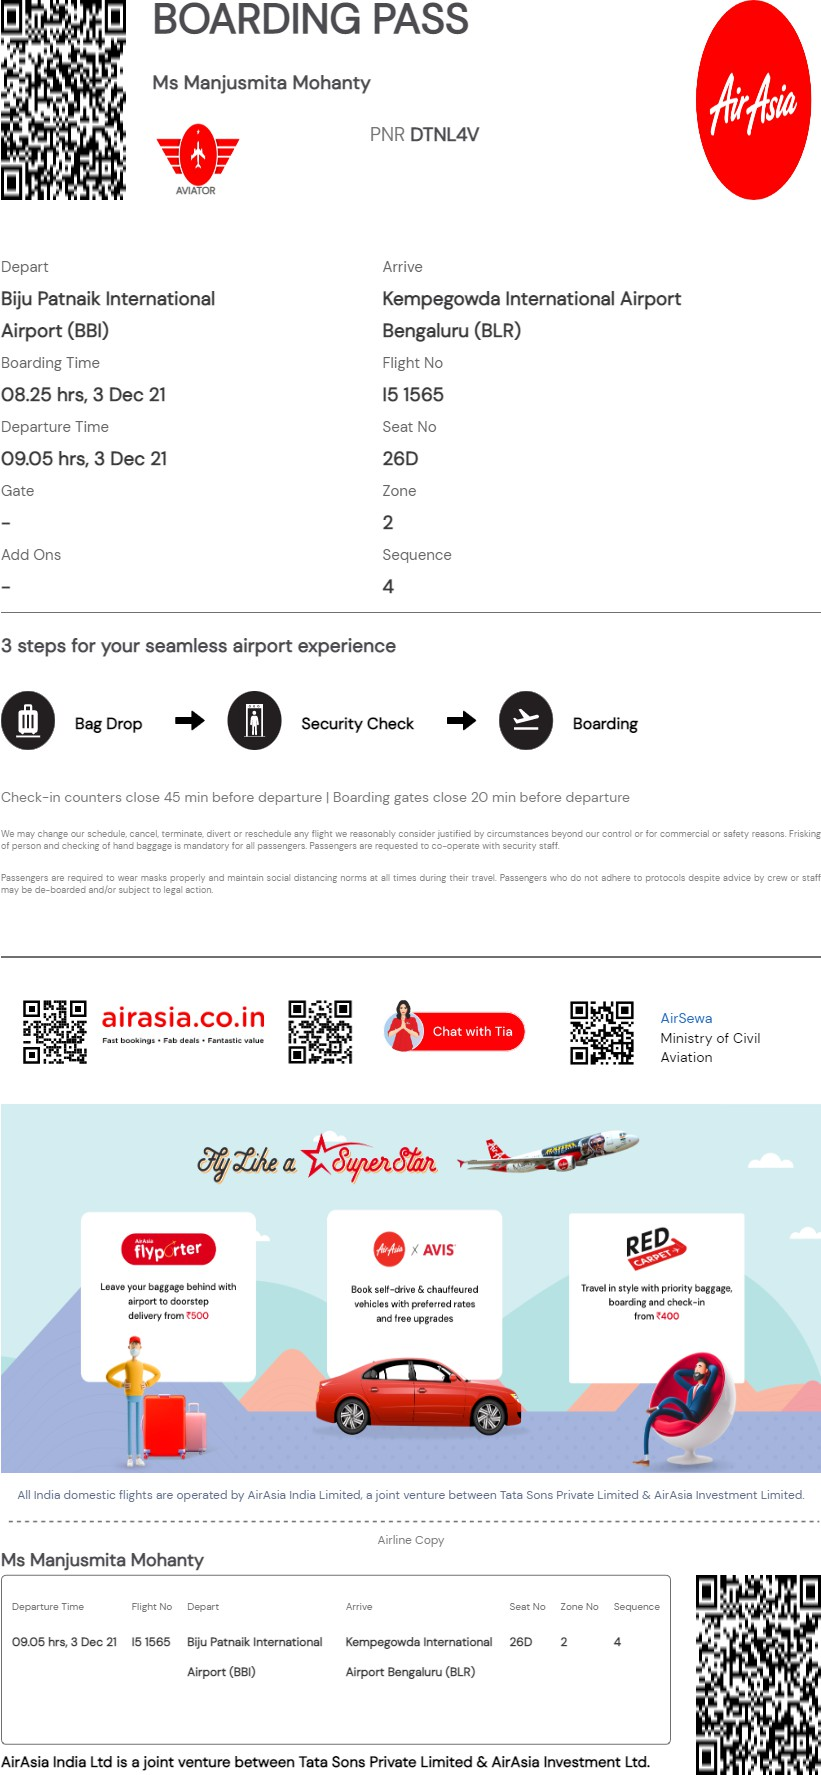 BOARDING PASS
Ms Manjusmita Mohanty
AirAsia
PNR DTNL4V
AVIATOR
Depart
Arrive
Biju Patnaik International
Airport (BBI)
Kempegowda International Airport
Bengaluru (BLR)
Boarding Time
Flight No
08.25 hrs, 3 Dec 21
I5 1565
Departure Time
Seat No
09.05 hrs, 3 Dec 21
26D
Gate
Zone
-
2
Add Ons
Sequence
-
4
3 steps for your seamless airport experience
Bag Drop
Security Check
Boarding
Check-in counters close 45 min before departure | Boarding gates close 20 min before departure
We may change our schedule, cancel, terminate, divert or reschedule any flight we reasonably consider justified by circumstances beyond our control or for commercial or safety reasons. Frisking
of person and checking of hand baggage is mandatory for all passengers. Passengers are requested to co-operate with security staff.
Passengers are required to wear masks properly and maintain social distancing norms at all times during their travel. Passengers who do not adhere to protocols despite advice by crew or staff
may be de-boarded and/or subject to legal action.
airasia.co.in
Fast bookings • Fab deals • Fantastic value
Chat with Tia
AirSewa
Ministry of Civil
Aviation
Fly Like a SuperStar
AirAsia
flyporter
Leave your baggage behind with
airport to doorstep
delivery from ₹500
AirAsia X AVIS
Book self-drive & chauffeured
vehicles with preferred rates
and free upgrades
RED
CARPET
Travel in style with priority baggage,
boarding and check-in
from ₹400
All India domestic flights are operated by AirAsia India Limited, a joint venture between Tata Sons Private Limited & AirAsia Investment Limited.
Airline Copy
Ms Manjusmita Mohanty
Departure Time Flight No Depart Arrive Seat No Zone No Sequence
09.05 hrs, 3 Dec 21 I5 1565 Biju Patnaik International Kempegowda International 26D 2 4
Airport (BBI) Airport Bengaluru (BLR)
AirAsia India Ltd is a joint venture between Tata Sons Private Limited & AirAsia Investment Ltd.